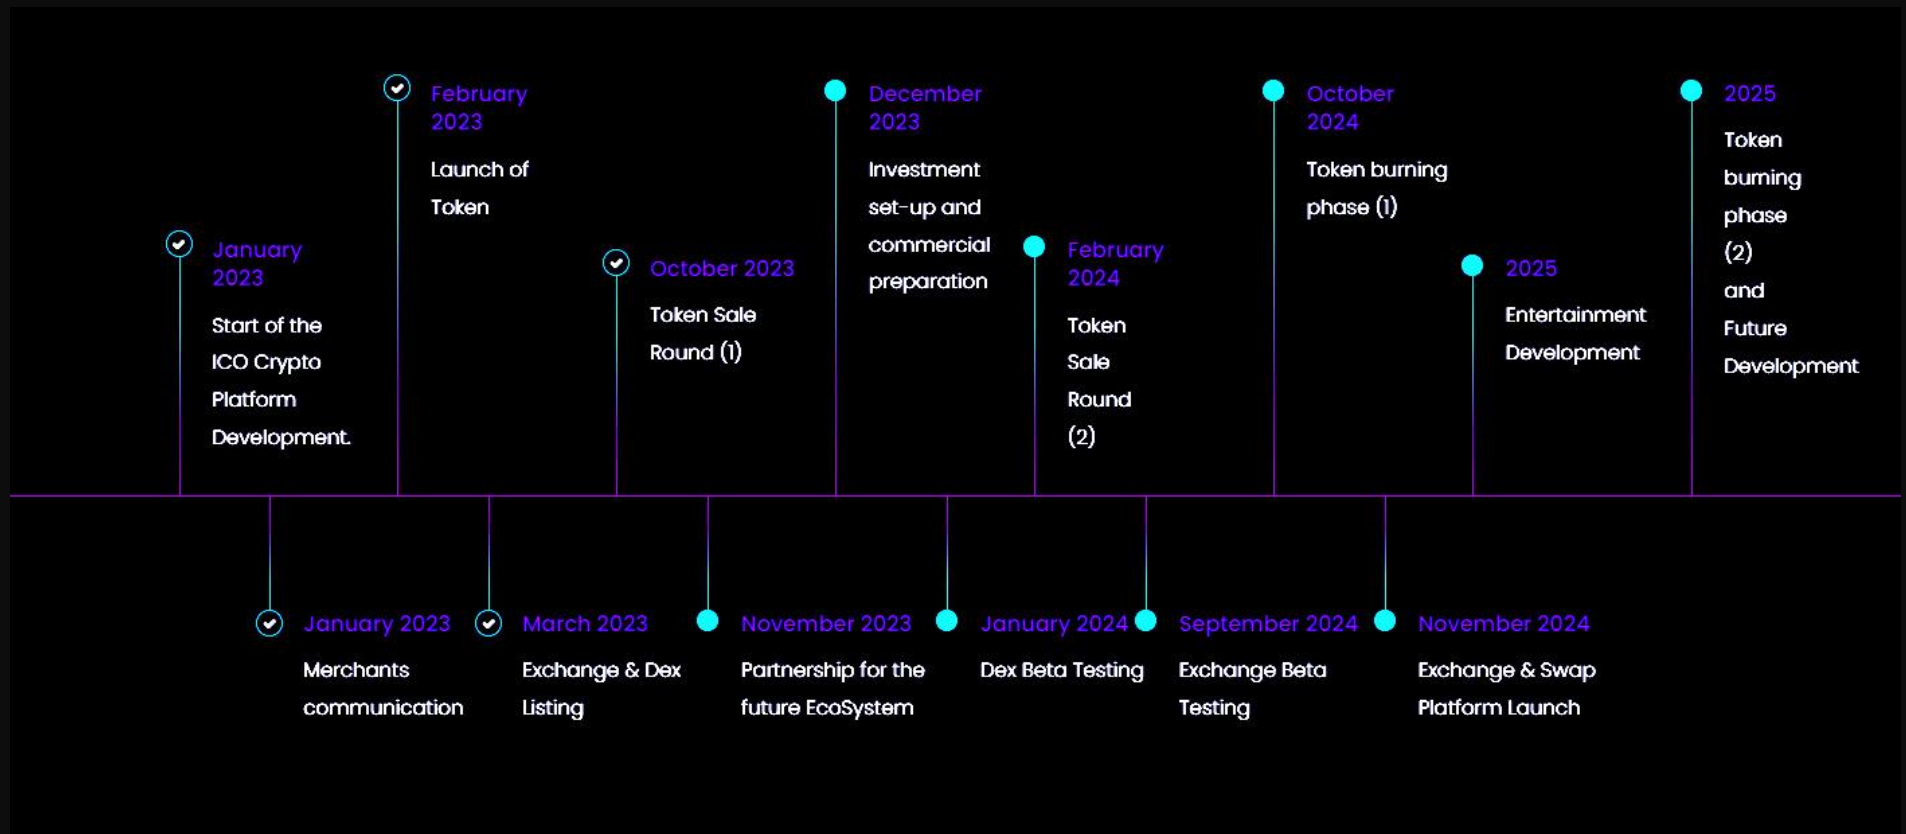 January
2023
Start of the
ICO Crypto
Platform
Development.
January 2023
Merchants
communication
February
2023
Launch of
Token
March 2023
Exchange & Dex
Listing
October 2023
Token Sale
Round (1)
November 2023
Partnership for the
future EcoSystem
December
2023
Investment
set-up and
commercial
preparation
January 2024
Dex Beta Testing
February
2024
Token
Sale
Round
(2)
September 2024
Exchange Beta
Testing
October
2024
Token burning
phase (1)
November 2024
Exchange & Swap
Platform Launch
2025
Entertainment
Development
2025
Token
burning
phase
(2)
and
Future
Development